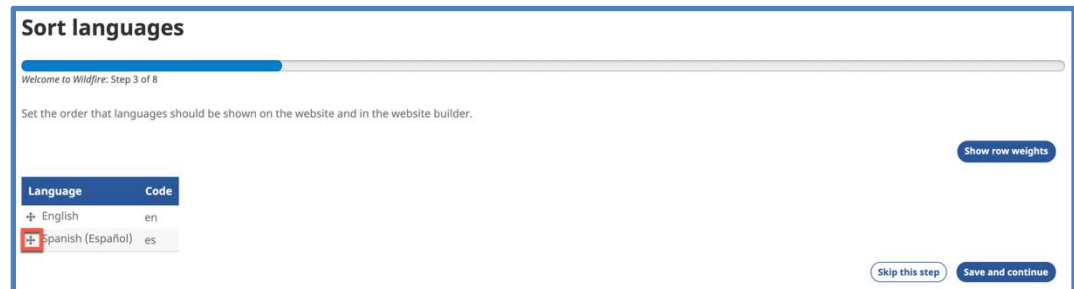 Sort languages
Welcome to Wildfire: Step 3 of 8
Set the order that languages should be shown on the website and in the website builder.
Show row weights
Language Code
English en
Spanish (Español) es
Skip this step Save and continue